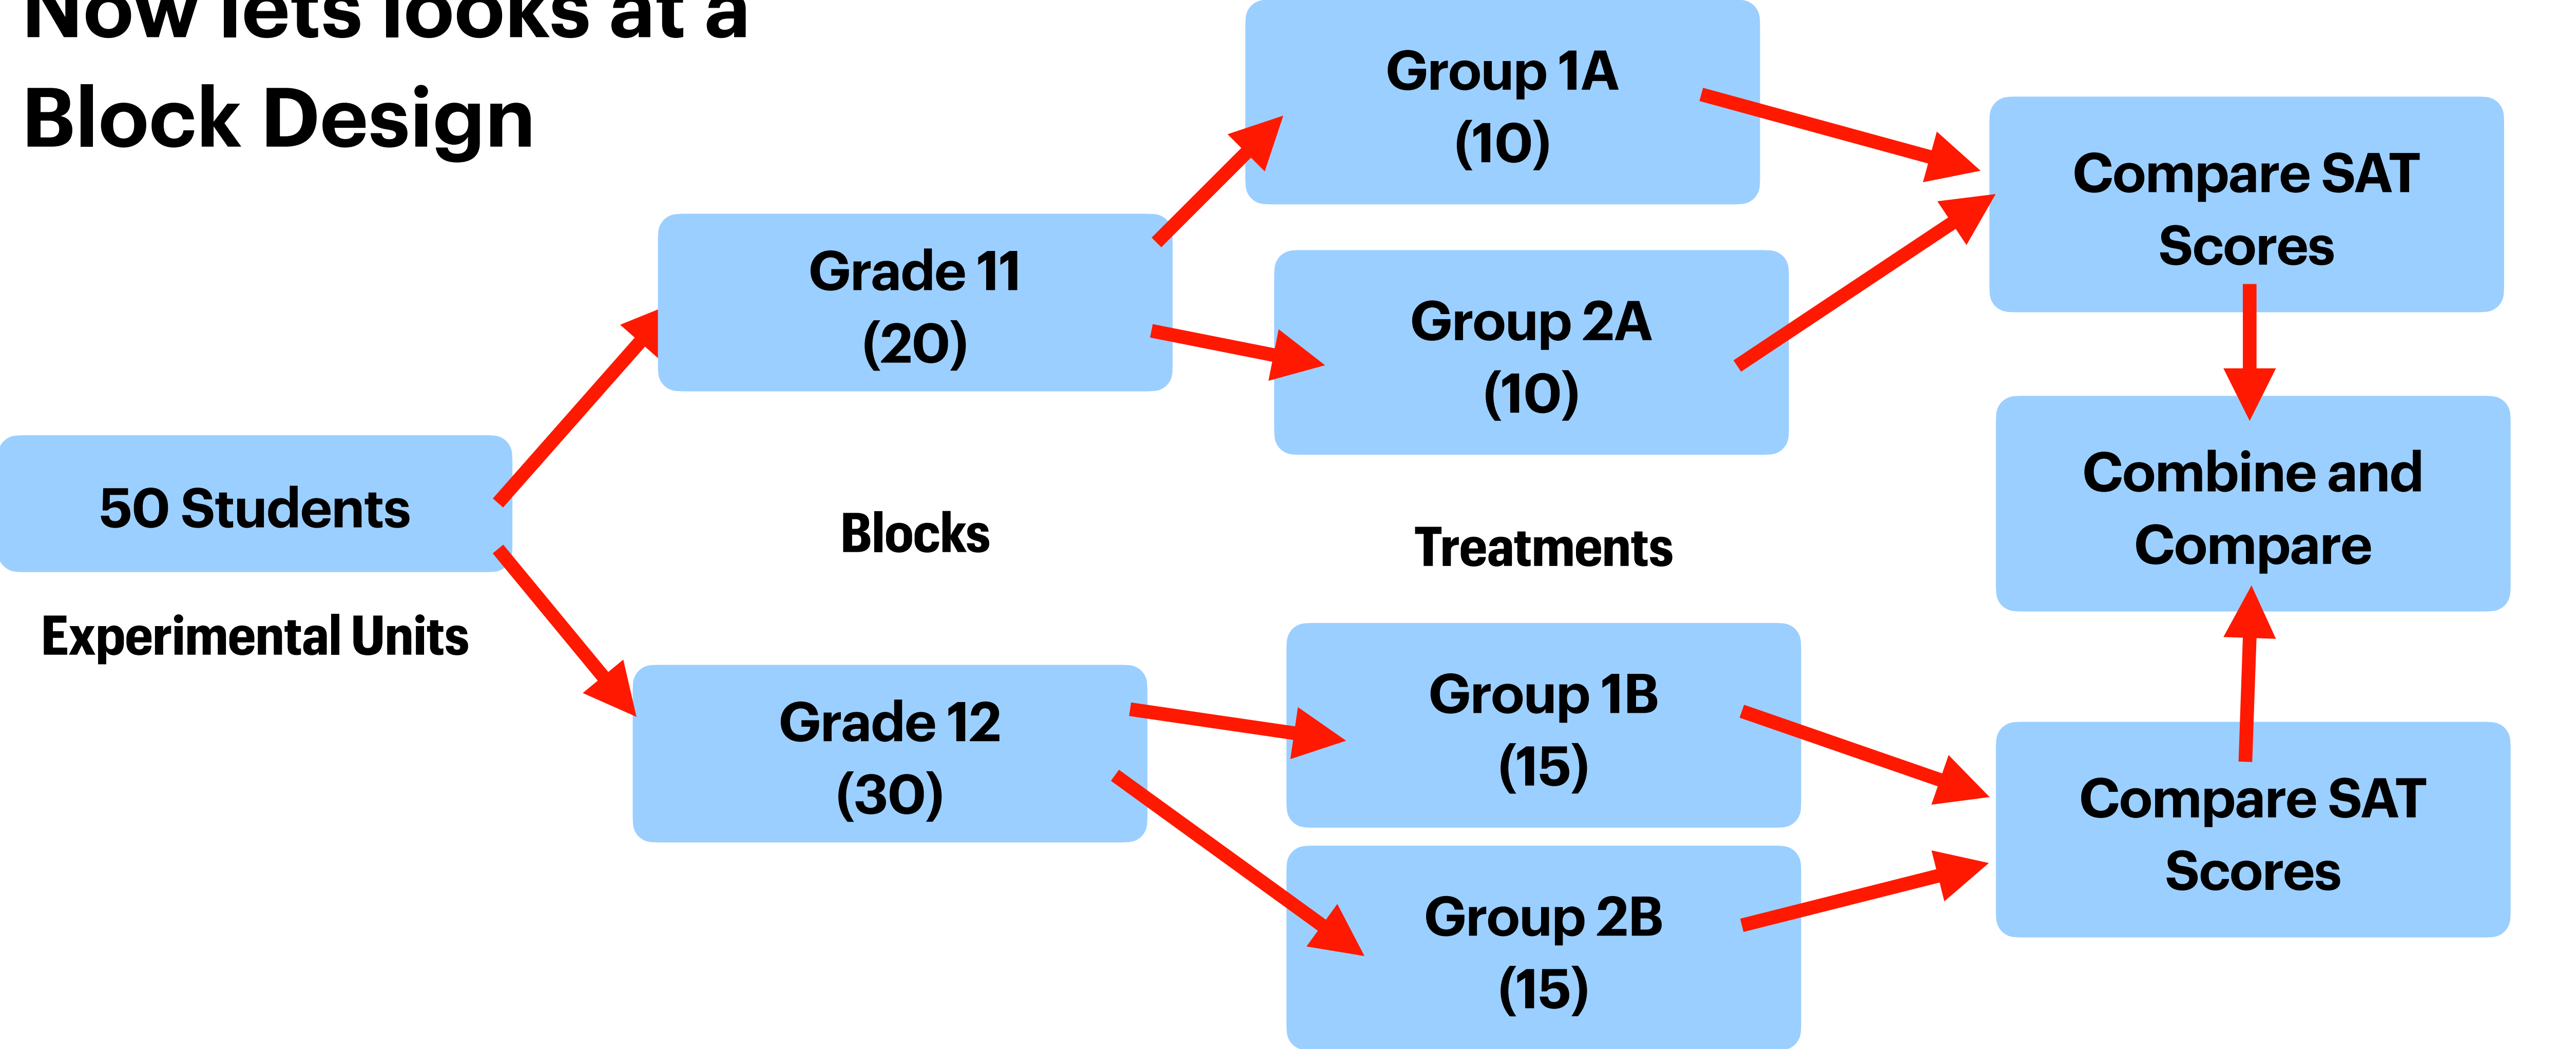 Now lets looks at a
Block Design
Group 1A
(10)
Compare SAT
Scores
Grade 11
(20)
Group 2A
(10)
50 Students
Experimental Units
Blocks
Treatments
Combine and
Compare
Grade 12
(30)
Group 1B
(15)
Group 2B
(15)
Compare SAT
Scores